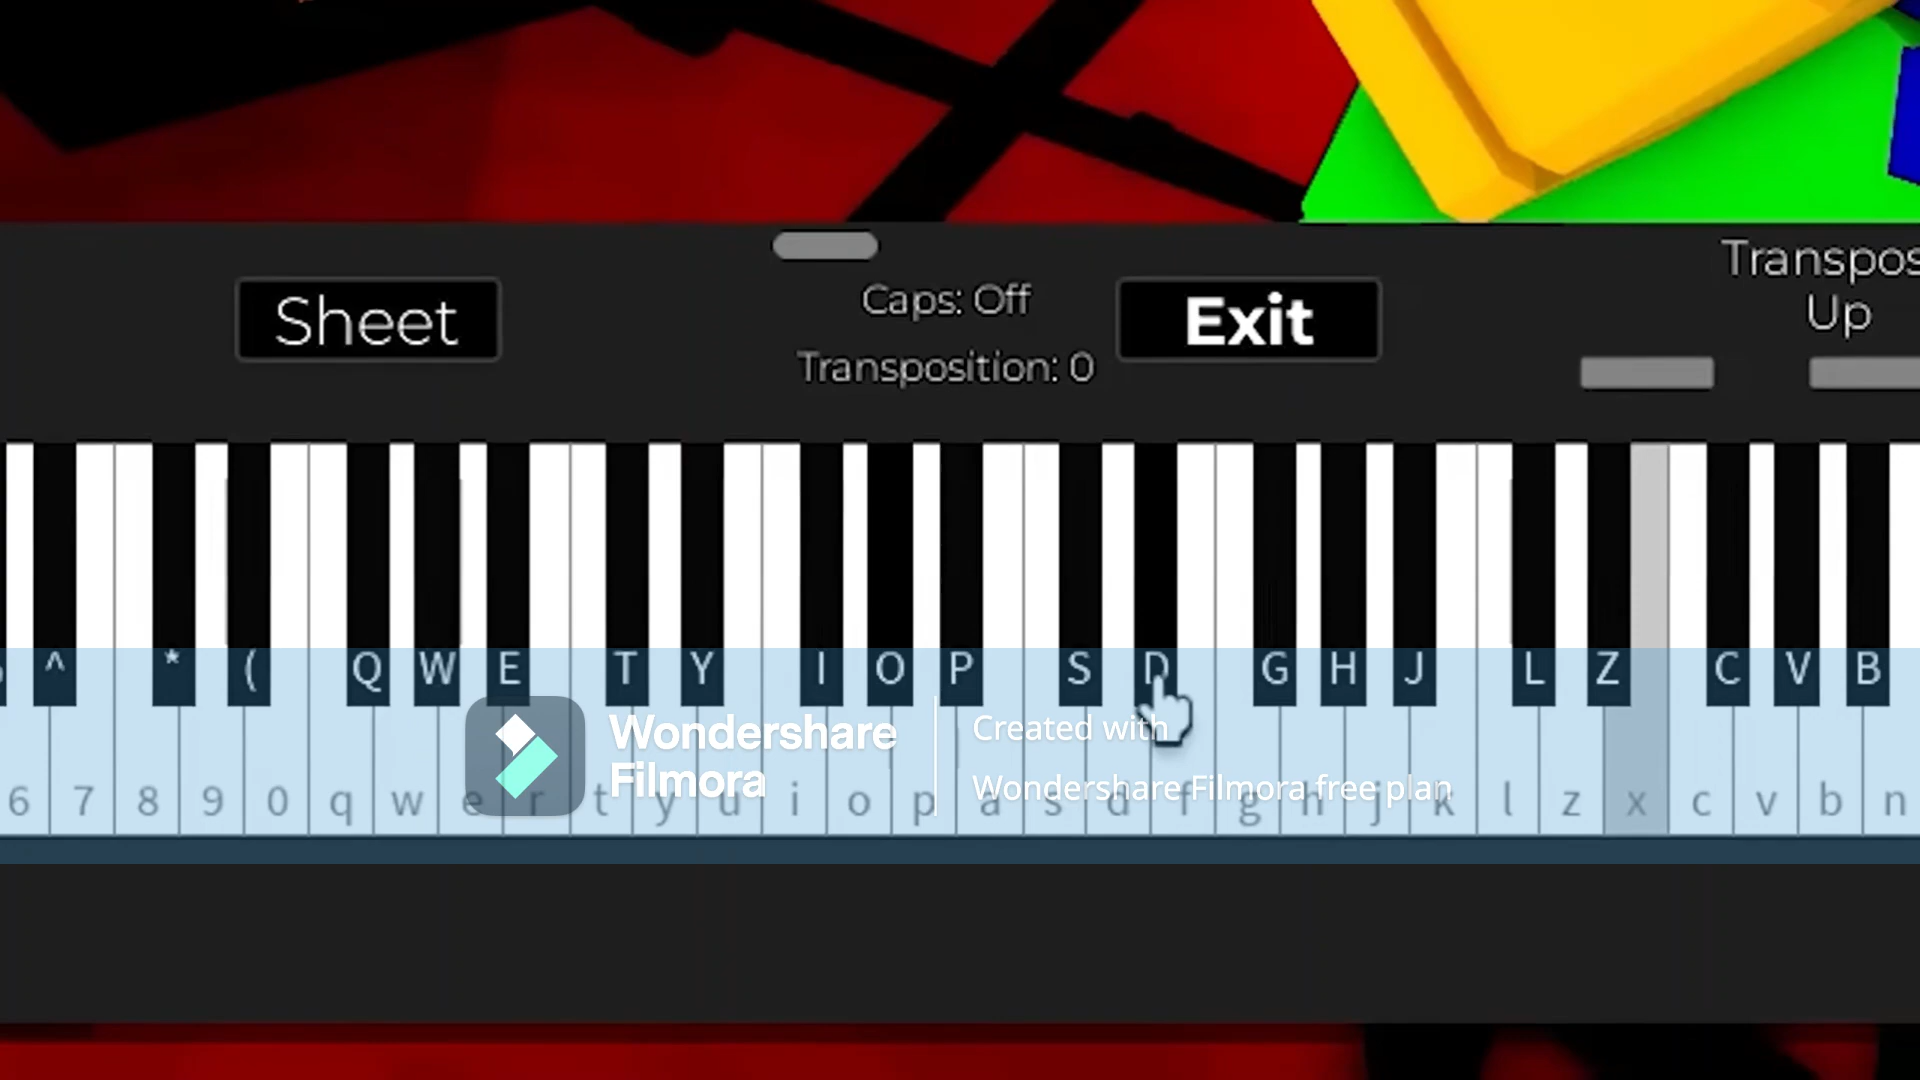 Transpos
Up
Sheet
Caps: Off
Exit
Transposition: 0
^ * ( Q W E T Y I O P S D G H J L Z C V B
Wondershare
Filmora
Created with
Wondershare Filmora free plan
6 7 8 9 0 q w e r t y u i o p a s d f g h j k l z x c v b n